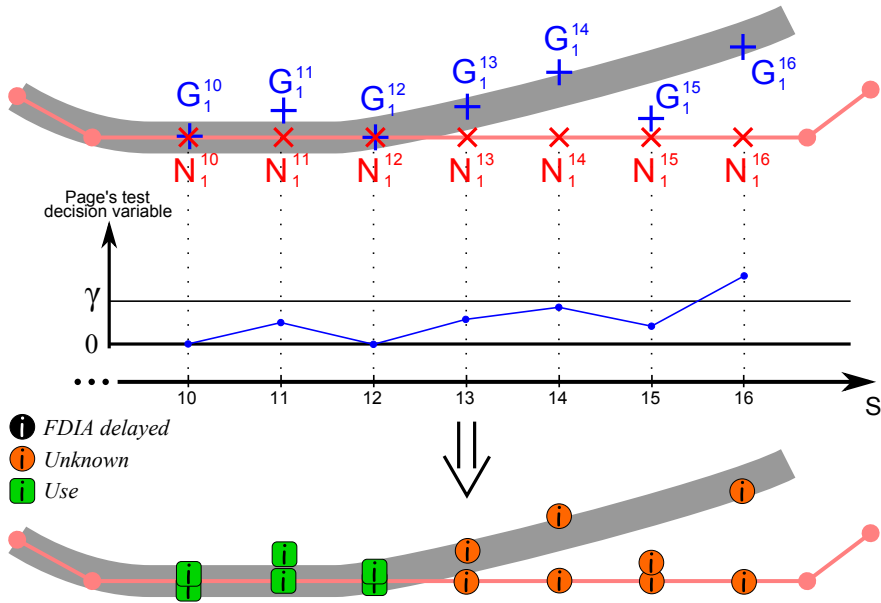 G₁¹⁰ G₁¹¹ G₁¹² G₁¹³ G₁¹⁴ G₁¹⁵ G₁¹⁶
N₁¹⁰ N₁¹¹ N₁¹² N₁¹³ N₁¹⁴ N₁¹⁵ N₁¹⁶
Page's test
decision variable
γ
0
10 11 12 13 14 15 16
S
i FDIA delayed
i Unknown
i Use
i i i i i i i
i i i i i i i